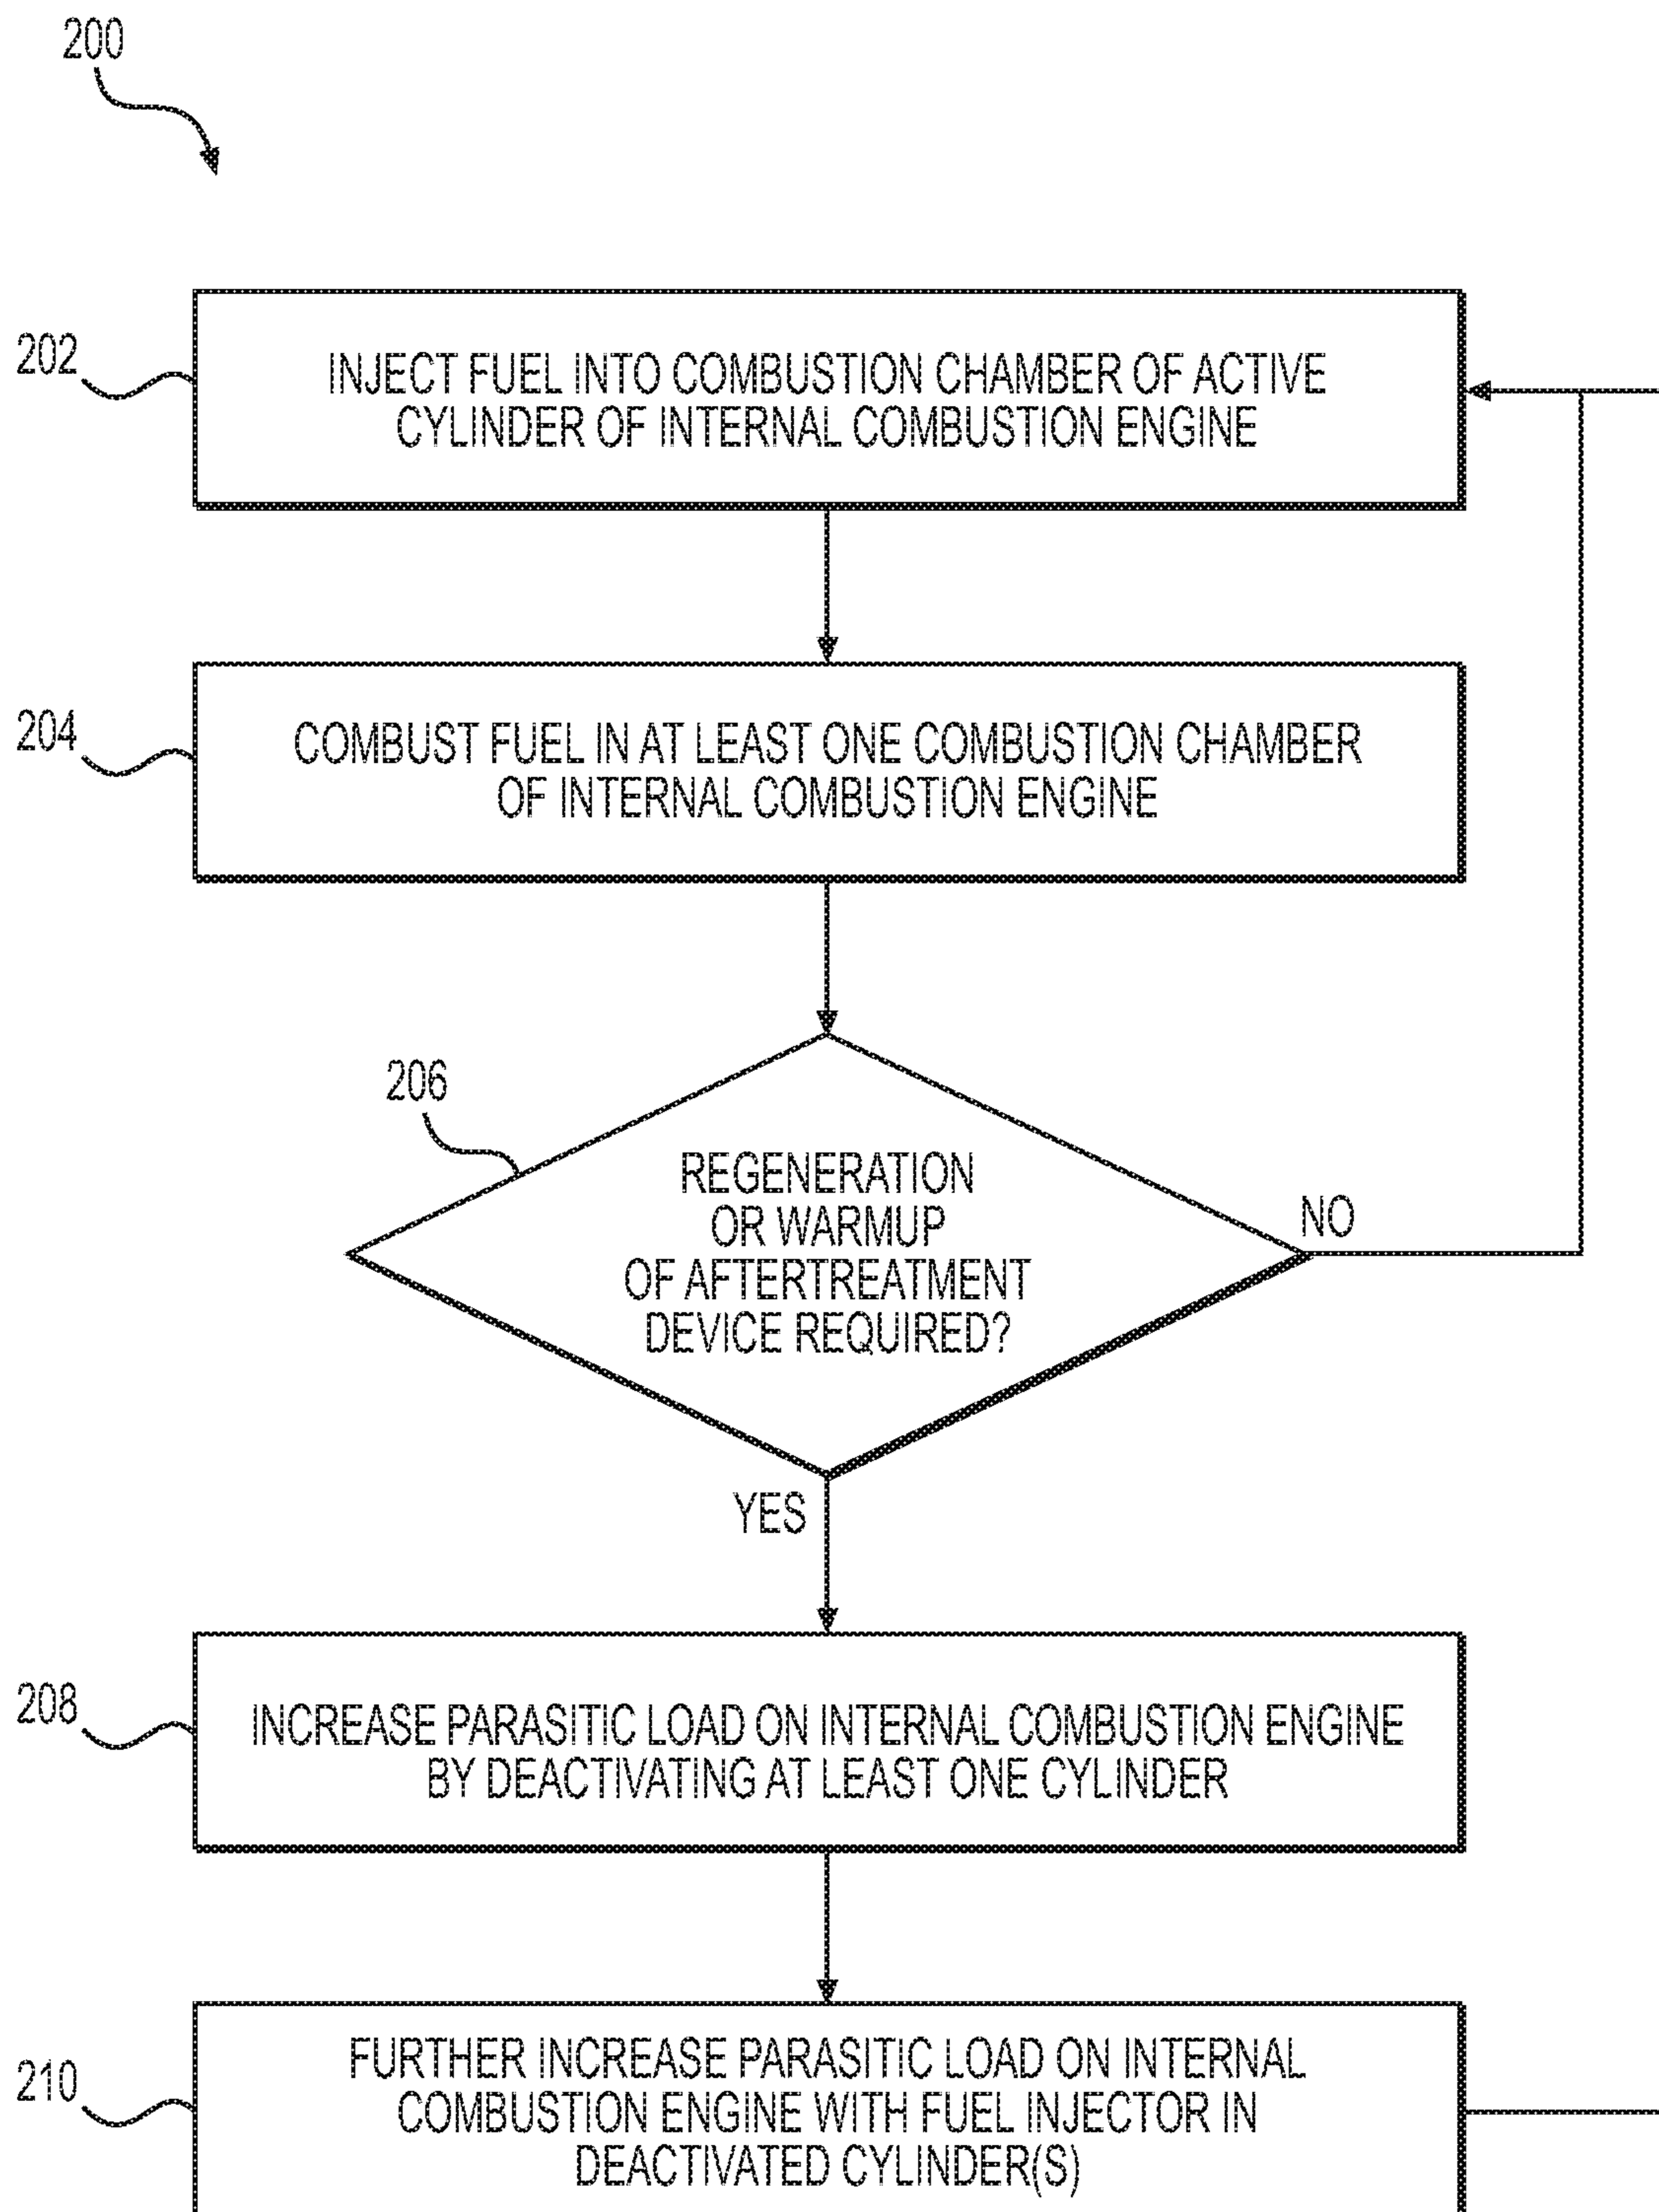 200
202
INJECT FUEL INTO COMBUSTION CHAMBER OF ACTIVE
CYLINDER OF INTERNAL COMBUSTION ENGINE
204
COMBUST FUEL IN AT LEAST ONE COMBUSTION CHAMBER
OF INTERNAL COMBUSTION ENGINE
206
REGENERATION
OR WARMUP
OF AFTERTREATMENT
DEVICE REQUIRED?
NO
YES
208
INCREASE PARASITIC LOAD ON INTERNAL COMBUSTION ENGINE
BY DEACTIVATING AT LEAST ONE CYLINDER
210
FURTHER INCREASE PARASITIC LOAD ON INTERNAL
COMBUSTION ENGINE WITH FUEL INJECTOR IN
DEACTIVATED CYLINDER(S)